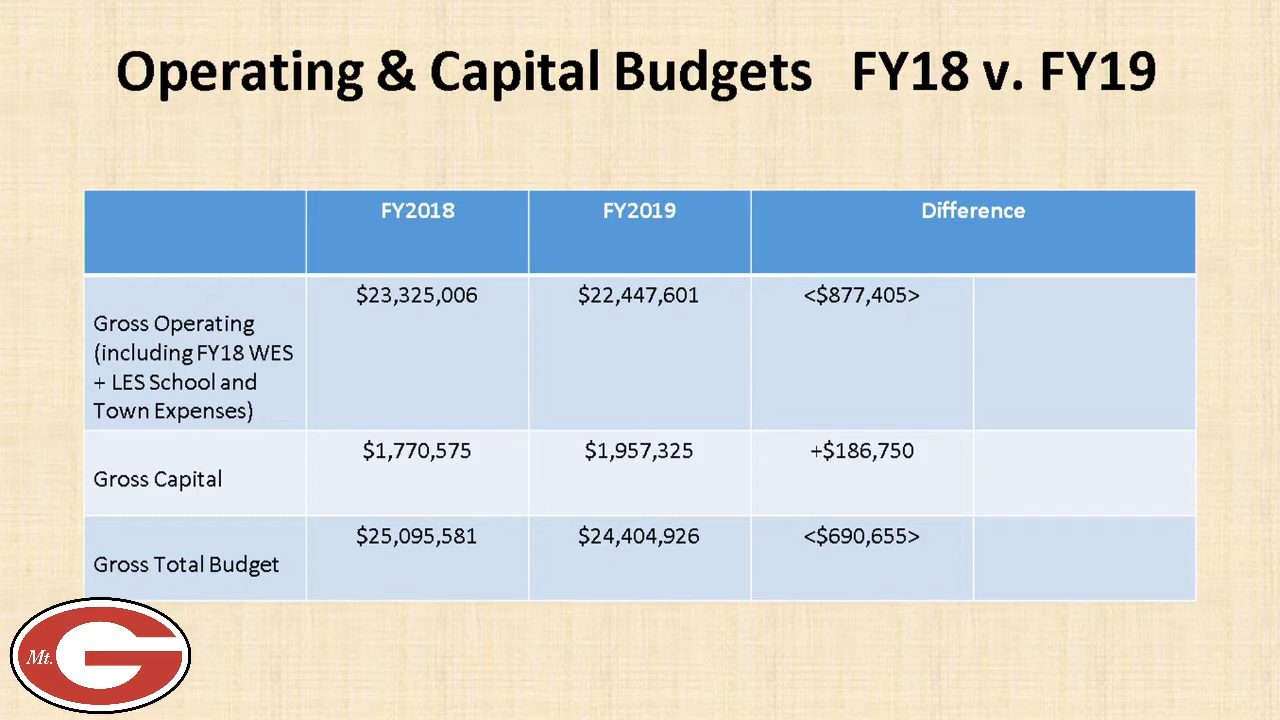 Operating & Capital Budgets FY18 v. FY19
FY2018 FY2019 Difference
$23,325,006 $22,447,601 <$877,405>
Gross Operating
(including FY18 WES
+ LES School and
Town Expenses)
$1,770,575 $1,957,325 +$186,750
Gross Capital
$25,095,581 $24,404,926 <$690,655>
Gross Total Budget
Mt. G